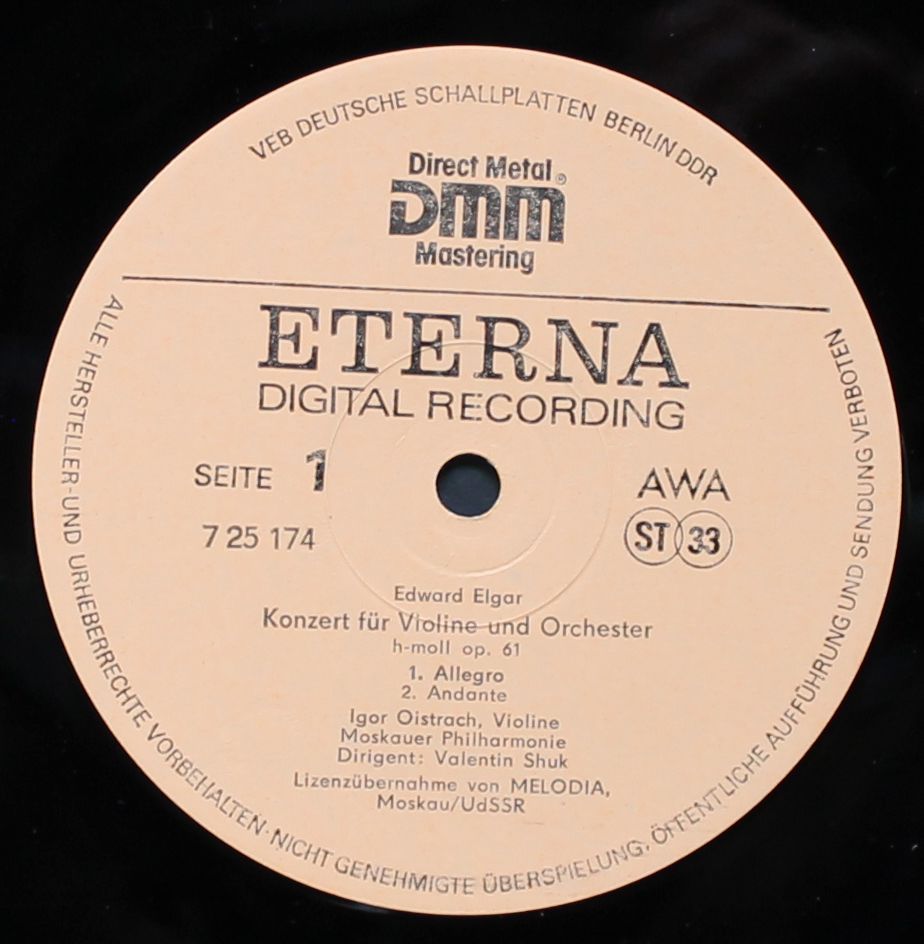 VEB DEUTSCHE SCHALLPLATTEN BERLIN DDR
Direct Metal
DMM
Mastering
ETERNA
DIGITAL RECORDING
SEITE 1
AWA
7 25 174
ST 33
Edward Elgar
Konzert für Violine und Orchester
h-moll op. 61
1. Allegro
2. Andante
Igor Oistrach, Violine
Moskauer Philharmonie
Dirigent: Valentin Shuk
Lizenzübernahme von MELODIA,
Moskau/UdSSR
ALLE HERSTELLER-UND URHEBERRECHTE VORBEHALTEN·NICHT GENEHMIGTE ÜBERSPIELUNG, ÖFFENTLICHE AUFFÜHRUNG UND SENDUNG VERBOTEN